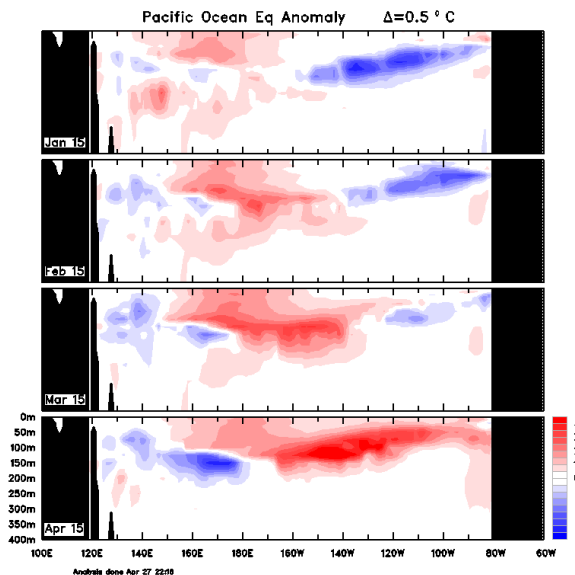 Pacific Ocean Eq Anomaly Δ=0.5 ° C
Jan 15
Feb 15
Mar 15
0m
50m
100m
150m
200m
250m
300m
350m
400m
Apr 15
100E 120E 140E 160E 180E 160W 140W 120W 100W 80W 60W
Analysis done Apr 27 22:16